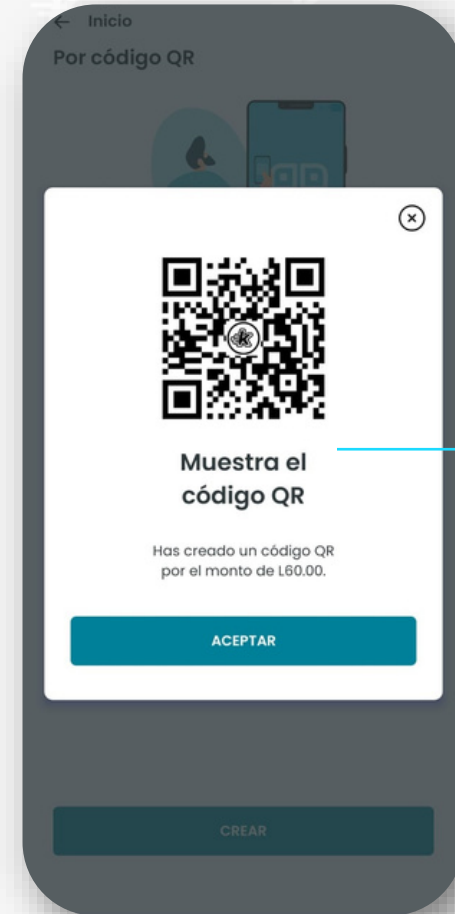 ← Inicio
Por código QR
Muestra el
código QR
Has creado un código QR
por el monto de L60.00.
ACEPTAR
CREAR